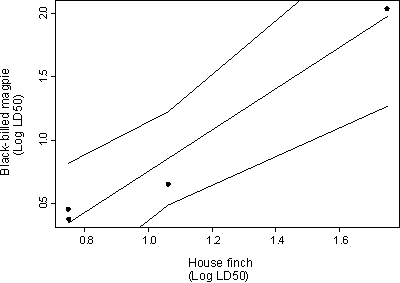 2.0
1.5
1.0
0.5
Black-billed magpie
(Log LD50)
0.8 1.0 1.2 1.4 1.6
House finch
(Log LD50)